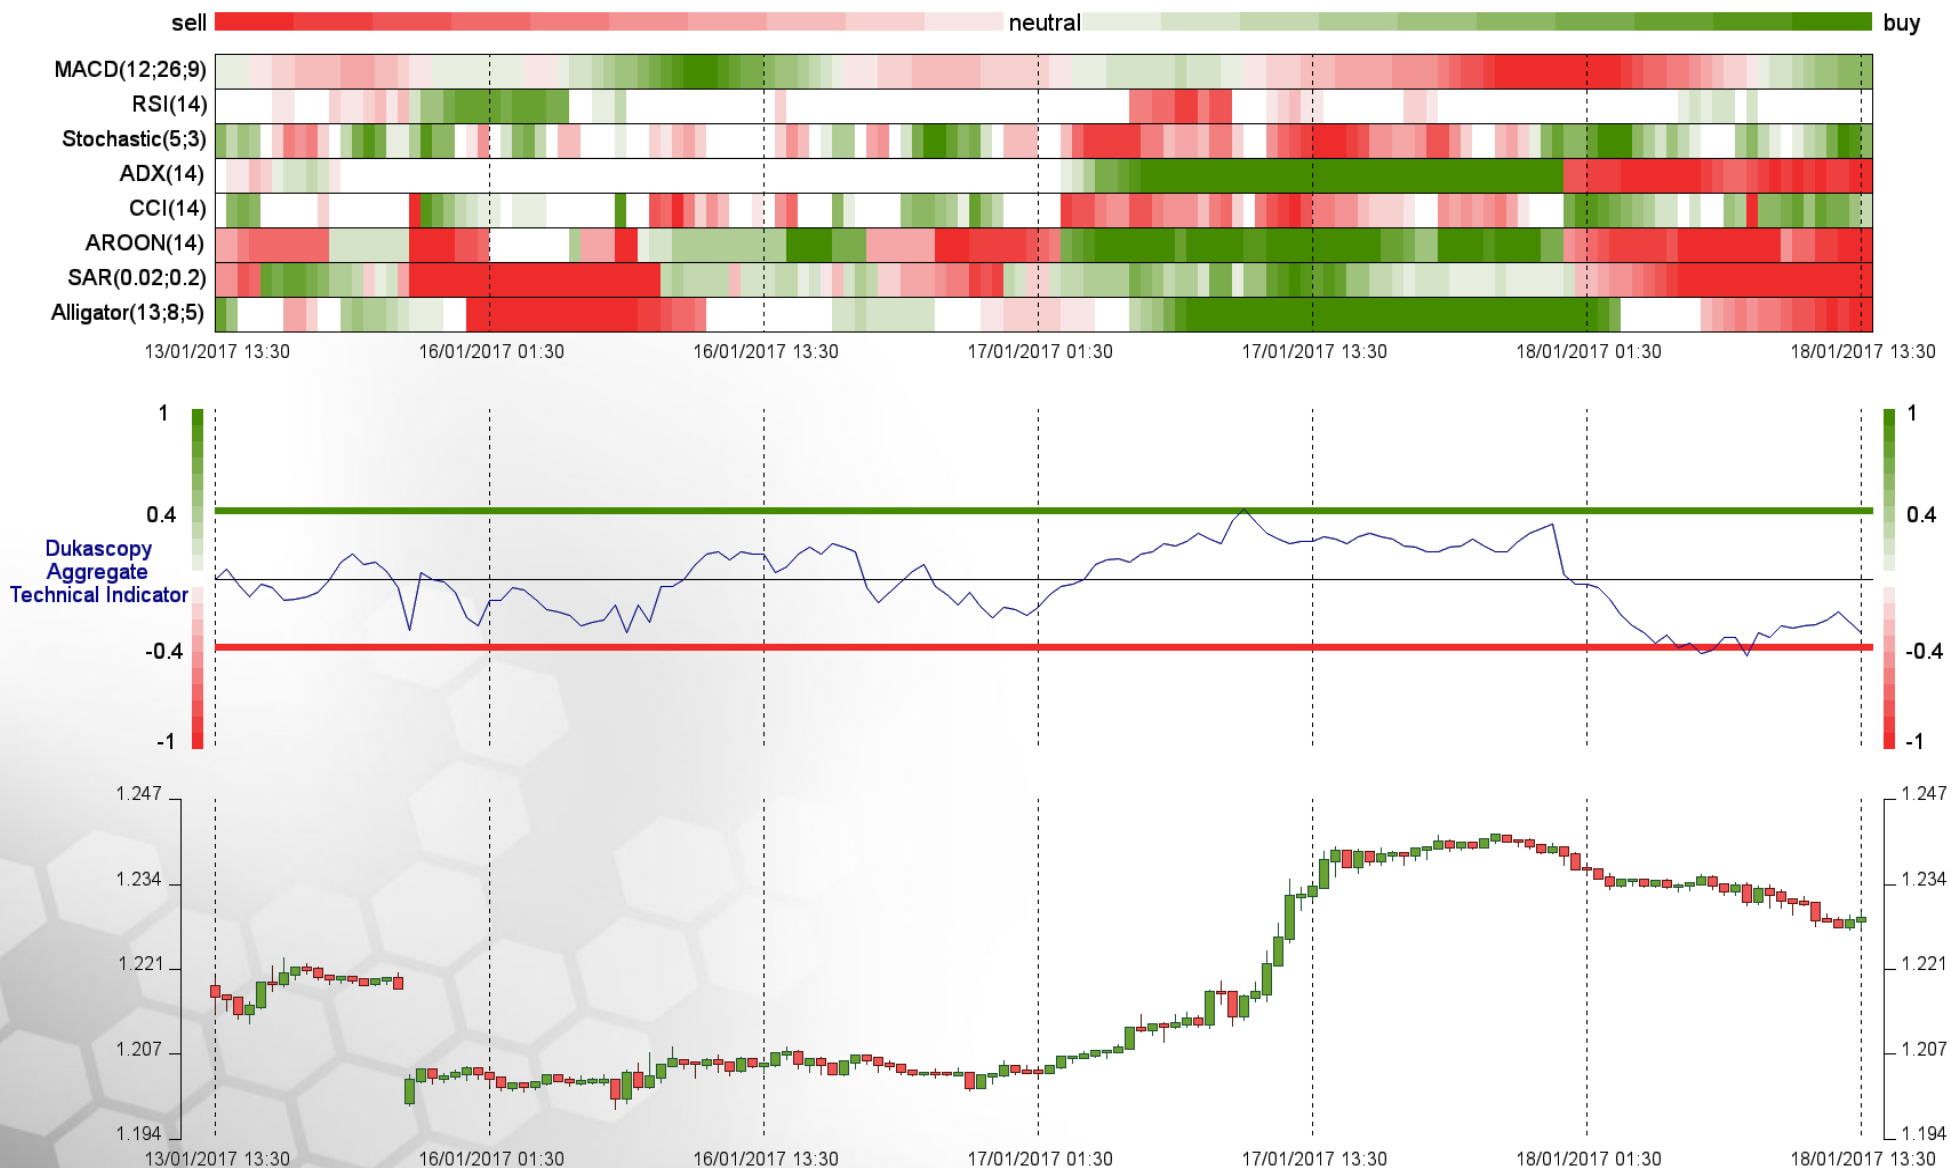 sell neutral buy
MACD(12;26;9)
RSI(14)
Stochastic(5;3)
ADX(14)
CCI(14)
AROON(14)
SAR(0.02;0.2)
Alligator(13;8;5)
13/01/2017 13:30 16/01/2017 01:30 16/01/2017 13:30 17/01/2017 01:30 17/01/2017 13:30 18/01/2017 01:30 18/01/2017 13:30
1 1
0.4 0.4
Dukascopy
Aggregate
Technical Indicator
-0.4 -0.4
-1 -1
1.247 1.247
1.234 1.234
1.221 1.221
1.207 1.207
1.194 1.194
13/01/2017 13:30 16/01/2017 01:30 16/01/2017 13:30 17/01/2017 01:30 17/01/2017 13:30 18/01/2017 01:30 18/01/2017 13:30